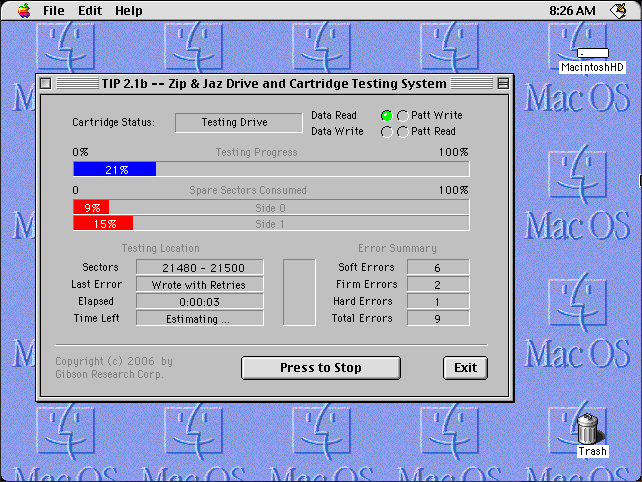 File Edit Help 8:26 AM
MacintoshHD
TIP 2.1b -- Zip & Jaz Drive and Cartridge Testing System
Cartridge Status: Testing Drive Data Read Patt Write
Data Write Patt Read
0% Testing Progress 100%
21%
0 Spare Sectors Consumed 100%
9% Side 0
15% Side 1
Testing Location Error Summary
Sectors 21480 - 21500 Soft Errors 6
Last Error Wrote with Retries Firm Errors 2
Elapsed 0:00:03 Hard Errors 1
Time Left Estimating ... Total Errors 9
Copyright (c) 2006 by
Gibson Research Corp.
Press to Stop Exit
Trash
Mac OS
Mac OS
Mac OS
Mac OS
Mac OS
Mac OS
Mac OS
Mac OS